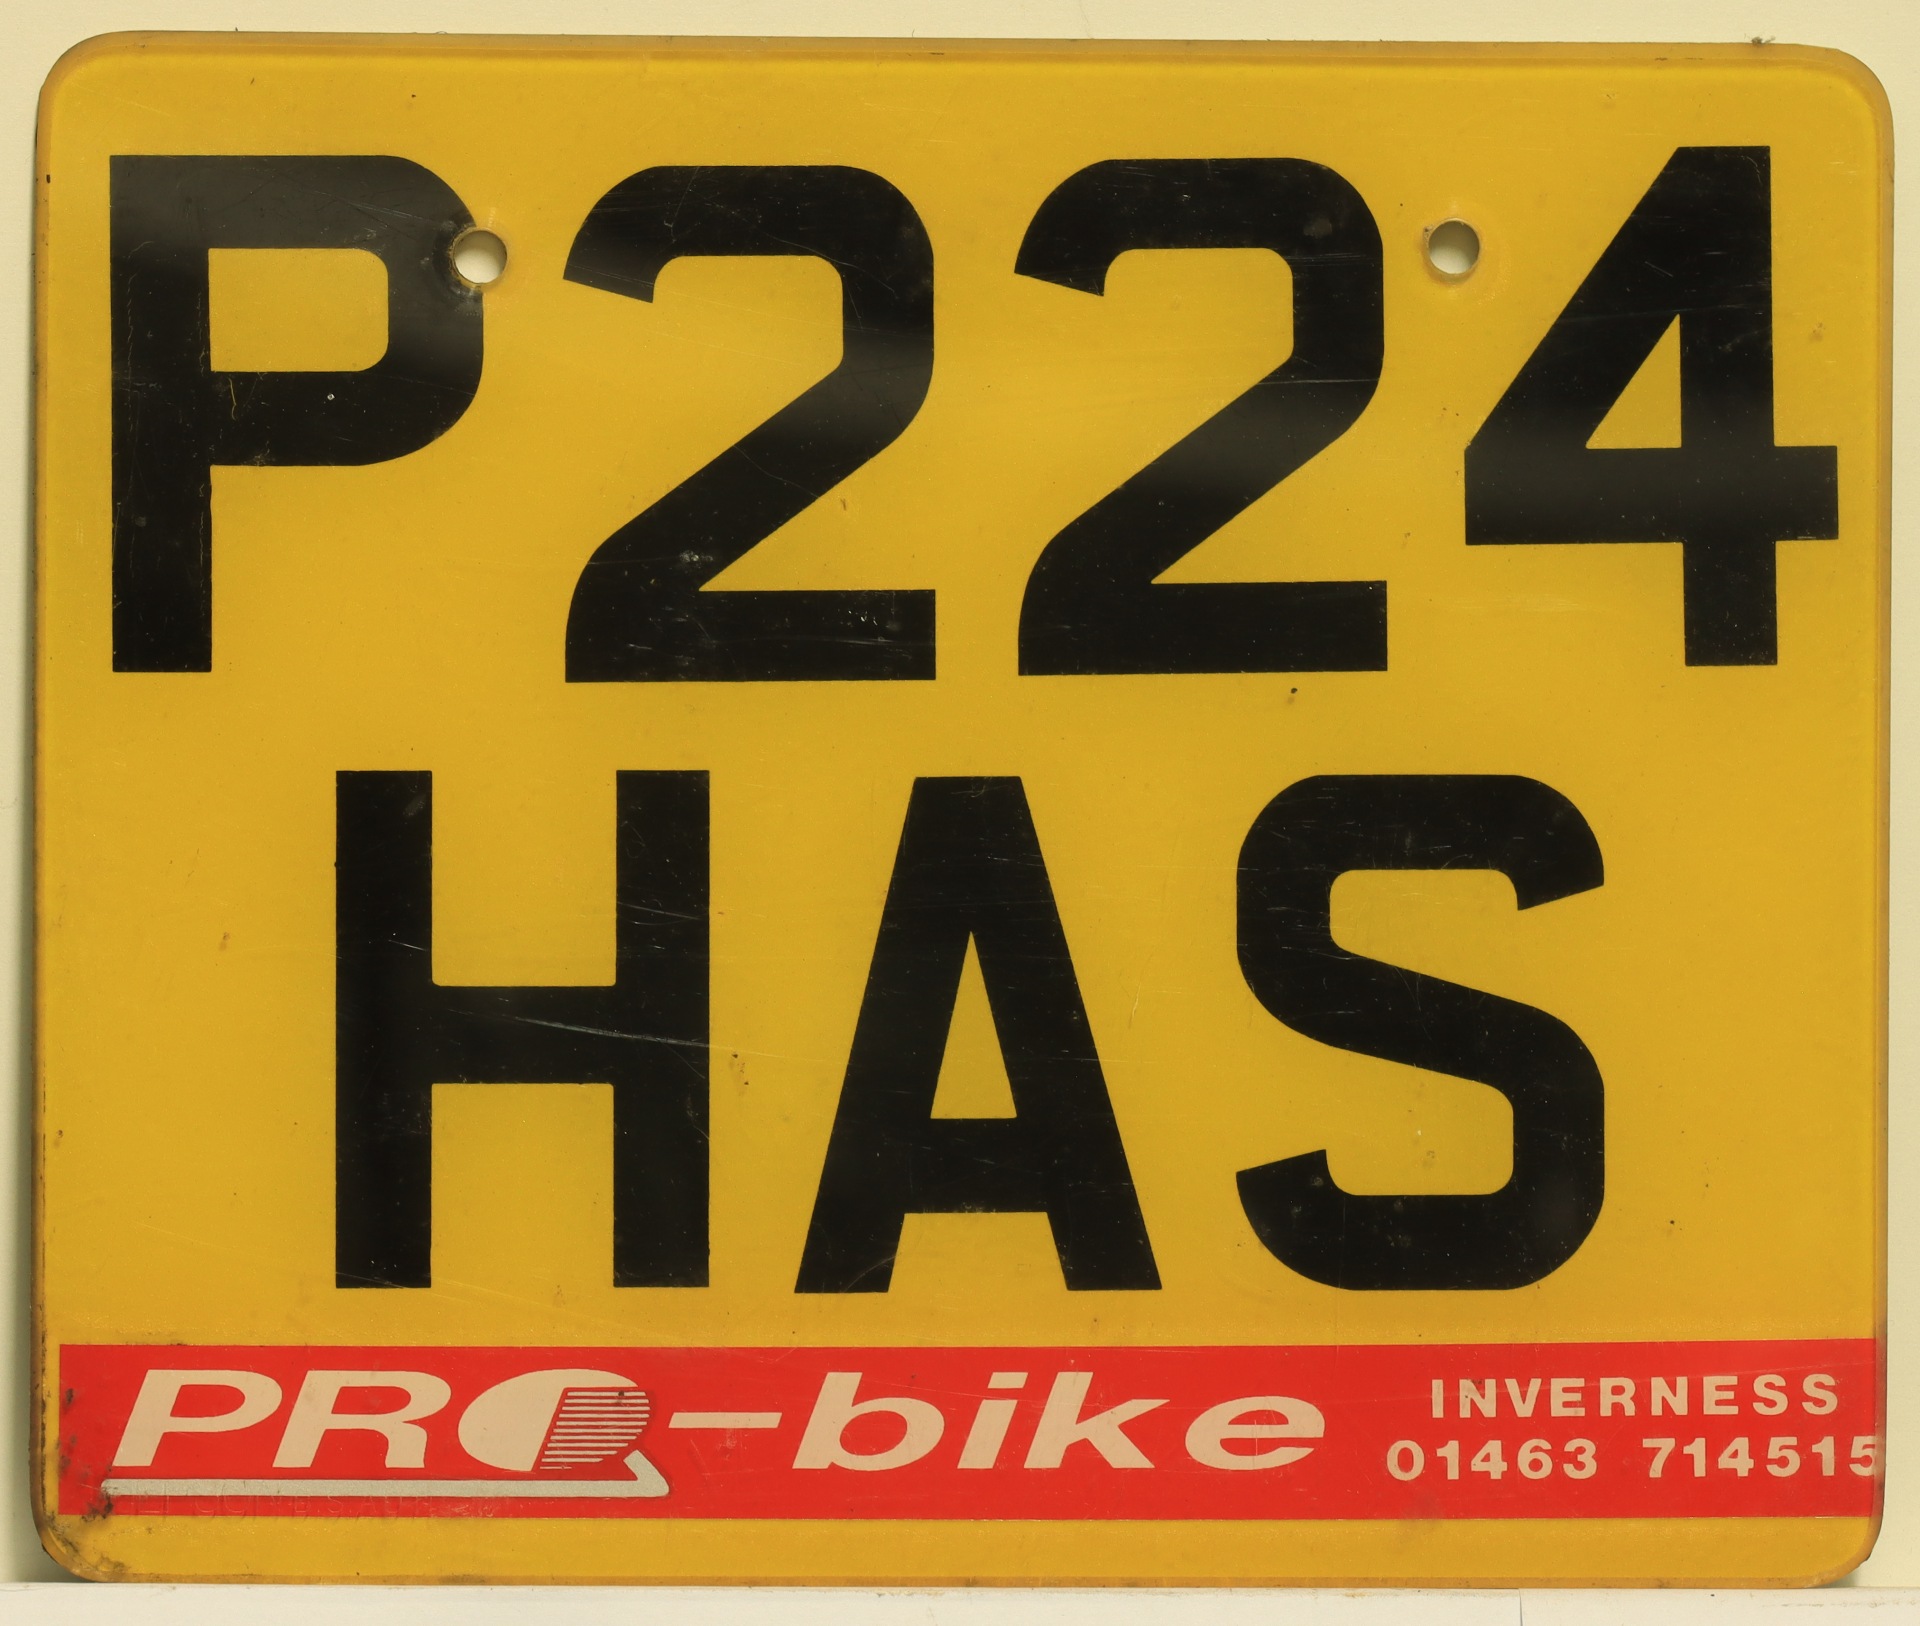 P224
HAS
PRO-bike
INVERNESS
01463 714515